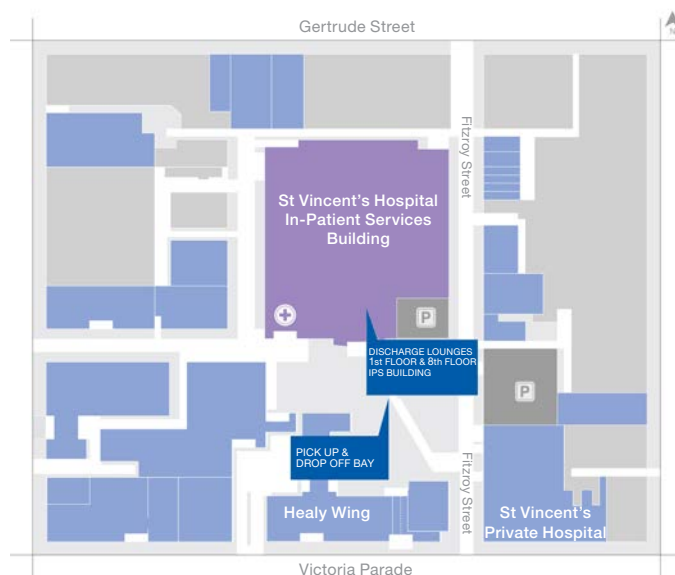 Gertrude Street
N
Fitzroy Street
St Vincent's Hospital
In-Patient Services
Building
P
DISCHARGE LOUNGES
1st FLOOR & 8th FLOOR
IPS BUILDING
P
PICK UP &
DROP OFF BAY
Fitzroy Street
Healy Wing
St Vincent's
Private Hospital
Victoria Parade